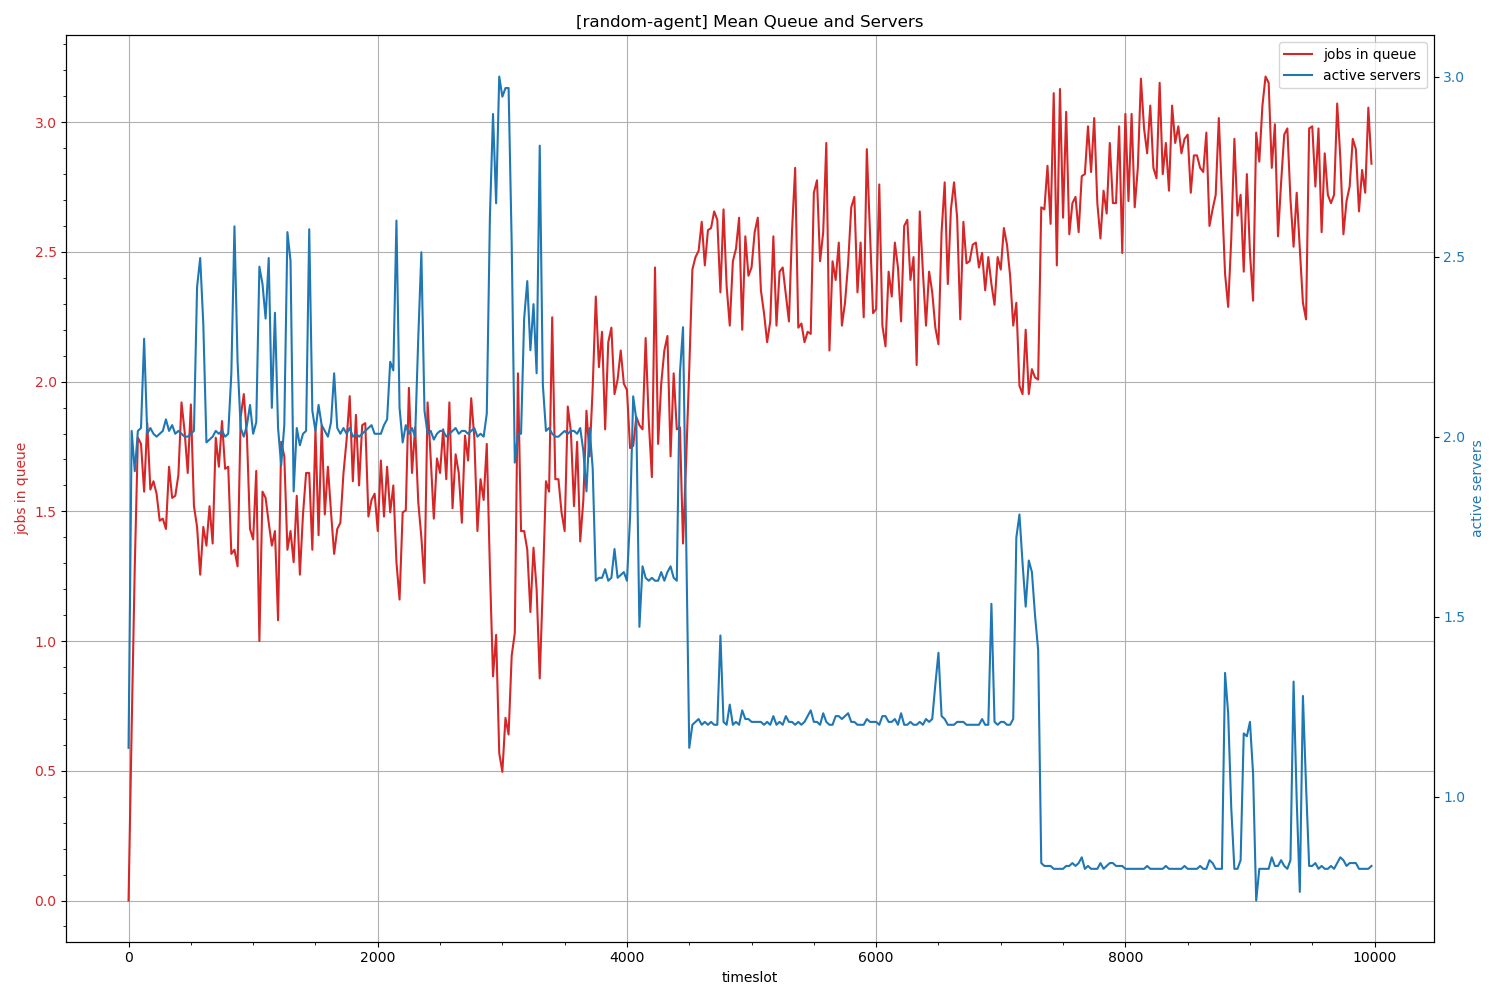 [random-agent] Mean Queue and Servers
jobs in queue
active servers
3.0
2.5
2.0
1.5
1.0
0.5
0.0
jobs in queue
3.0
2.5
2.0
1.5
1.0
active servers
0 2000 4000 6000 8000 10000
timeslot